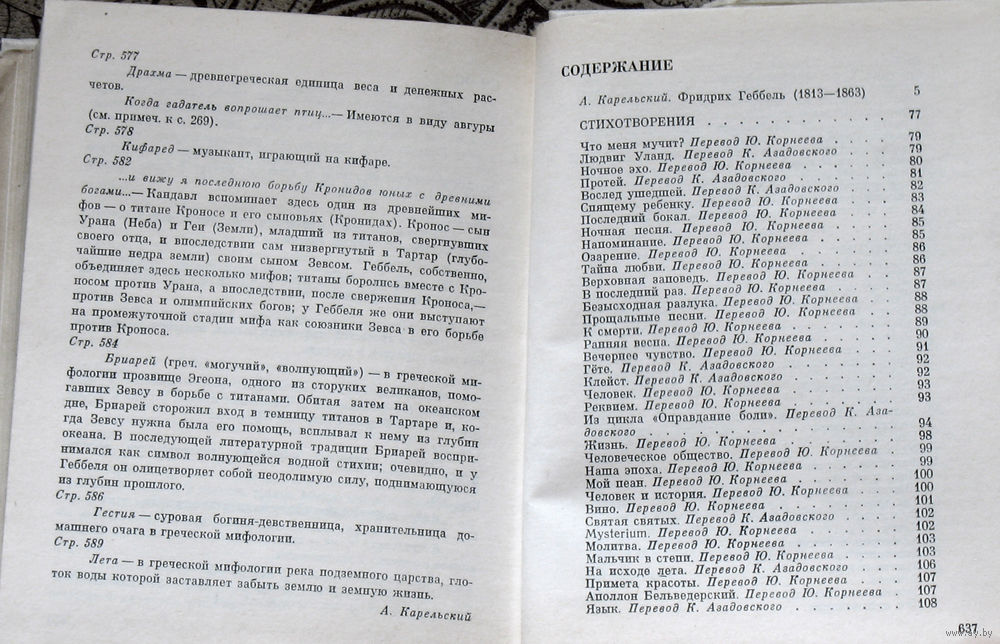 Стр. 577
Драхма — древнегреческая единица веса и денежных рас-
четов.
Когда гадатель вопрошает птиц...— Имеются в виду авгуры
(см. примеч. к с. 269).
Стр. 578
Кифаред — музыкант, играющий на кифаре.
Стр. 582
...и вижу я последнюю борьбу Кронидов юных с древними
богами...— Кандавл вспоминает здесь один из древнейших ми-
фов — о титане Кроносе и его сыновьях (Кронидах). Кронос — сын
Урана (Неба) и Геи (Земли), младший из титанов, свергнувших
своего отца, и впоследствии сам низвергнутый в Тартар (глубо-
чайшие недра земли) своим сыном Зевсом. Геббель, собственно,
объединяет здесь несколько мифов; титаны боролись вместе с Кро-
носом против Урана, а впоследствии, после свержения Кроноса,—
против Зевса и олимпийских богов; у Геббеля же они выступают
на промежуточной стадии мифа как союзники Зевса в его борьбе
против Кроноса.
Стр. 584
Бриарей (греч. «могучий», «волнующий») — в греческой ми-
фологии прозвище Эгеона, одного из сторуких великанов, помо-
гавших Зевсу в борьбе с титанами. Обитая затем на океанском
дне, Бриарей сторожил вход в темницу титанов в Тартаре и, ко-
гда Зевсу нужна была его помощь, всплывал к нему из глубин
океана. В последующей литературной традиции Бриарей воспри-
нимался как символ волнующейся водной стихии; очевидно, и у
Геббеля он олицетворяет собой неодолимую силу, поднимающуюся
из глубин прошлого.
Стр. 586
Гестия — суровая богиня-девственница, хранительница до-
машнего очага в греческой мифологии.
Стр. 589
Лета — в греческой мифологии река подземного царства, гло-
ток воды которой заставляет забыть землю и земную жизнь.
А. Карельский
СОДЕРЖАНИЕ
А. Карельский. Фридрих Геббель (1813—1863) 5
СТИХОТВОРЕНИЯ . . . . . . . . . . 77
Что меня мучит? Перевод Ю. Корнеева . . . . 79
Людвиг Уланд. Перевод К. Азадовского . . . . 79
Ночное эхо. Перевод Ю. Корнеева . . . . . 80
Протей. Перевод К. Азадовского . . . . . . 81
Вослед ушедшей. Перевод К. Азадовского . . . 82
Спящему ребенку. Перевод Ю. Корнеева . . . . 83
Последний бокал. Перевод Ю. Корнеева . . . . 84
Ночная песня. Перевод Ю. Корнеева . . . . . 85
Напоминание. Перевод Ю. Корнеева . . . . . 85
Озарение. Перевод Ю. Корнеева . . . . . . 86
Тайна любви. Перевод Ю. Корнеева . . . . . 86
Верховная заповедь. Перевод Ю. Корнеева . . . 87
В последний раз. Перевод Ю. Корнеева . . . . 87
Безысходная разлука. Перевод Ю. Корнеева . . . 88
Прощальные песни. Перевод Ю. Корнеева . . . 88
К смерти. Перевод Ю. Корнеева . . . . . . 89
Ранняя весна. Перевод Ю. Корнеева . . . . . 90
Вечернее чувство. Перевод Ю. Корнеева . . . . 91
Гёте. Перевод К. Азадовского . . . . . . . 92
Клейст. Перевод К. Азадовского . . . . . . 92
Человек. Перевод Ю. Корнеева . . . . . . 93
Реквием. Перевод Ю. Корнеева . . . . . . 93
Из цикла «Оправдание боли». Перевод К. Аза-
довского . . . . . . . . . . . . 94
Жизнь. Перевод Ю. Корнеева . . . . . . . 98
Человеческое общество. Перевод Ю. Корнеева . . 99
Наша эпоха. Перевод Ю. Корнеева . . . . . 99
Мой пеан. Перевод Ю. Корнеева . . . . . . 100
Человек и история. Перевод Ю. Корнеева . . . . 100
Вино. Перевод Ю. Корнеева . . . . . . . 101
Святая святых. Перевод К. Азадовского . . . . 102
Mysterium. Перевод Ю. Корнеева . . . . . . 102
Молитва. Перевод Ю. Корнеева . . . . . . 103
Мальчик в степи. Перевод Ю. Корнеева . . . . 103
На исходе лета. Перевод К. Азадовского . . . . 106
Примета красоты. Перевод Ю. Корнеева . . . . 107
Аполлон Бельведерский. Перевод Ю. Корнеева . . 107
Язык. Перевод К. Азадовского . . . . . . . 108
637
www.ay.by